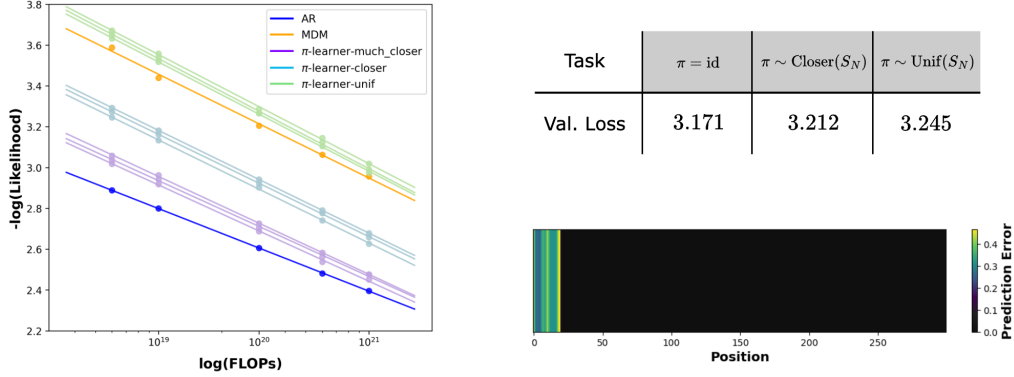 3.8
3.6
3.4
3.2
3.0
2.8
2.6
2.4
2.2
-log(Likelihood)
10^19
10^20
10^21
log(FLOPs)
AR
MDM
π-learner-much_closer
π-learner-closer
π-learner-unif
Task π = id π ∼ Closer(S_N) π ∼ Unif(S_N)
Val. Loss 3.171 3.212 3.245
0 50 100 150 200 250
Position
0.4
0.3
0.2
0.1
0.0
Prediction Error